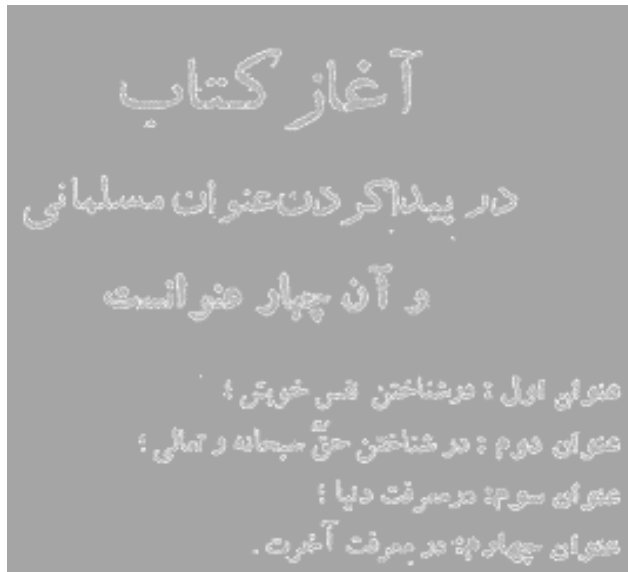 آغاز کتاب
در پیدا کردن عنوان مسلمانی
و آن چهار عنوانست
عنوان اول : در شناختن نفس خویش ؛
عنوان دوم : در شناختن حقّ سبحانه و تعالی ؛
عنوان سوم: در معرفت دنیا ؛
عنوان چهارم: در معرفت آخرت .